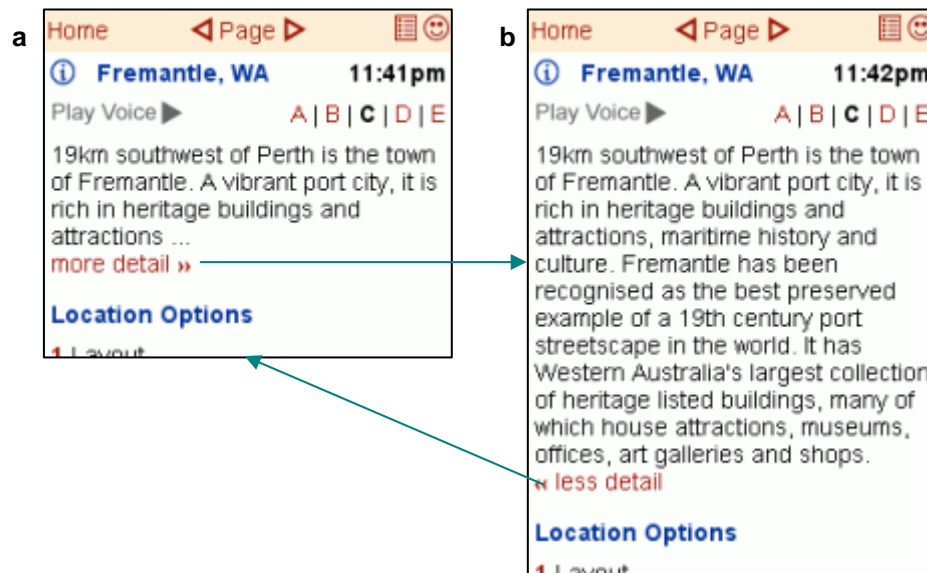 a
Home Page
Fremantle, WA 11:41pm
Play Voice A | B | C | D | E
19km southwest of Perth is the town
of Fremantle. A vibrant port city, it is
rich in heritage buildings and
attractions ...
more detail »
Location Options
1 Layout
b
Home Page
Fremantle, WA 11:42pm
Play Voice A | B | C | D | E
19km southwest of Perth is the town
of Fremantle. A vibrant port city, it is
rich in heritage buildings and
attractions, maritime history and
culture. Fremantle has been
recognised as the best preserved
example of a 19th century port
streetscape in the world. It has
Western Australia's largest collection
of heritage listed buildings, many of
which house attractions, museums,
offices, art galleries and shops.
« less detail
Location Options
1 Layout